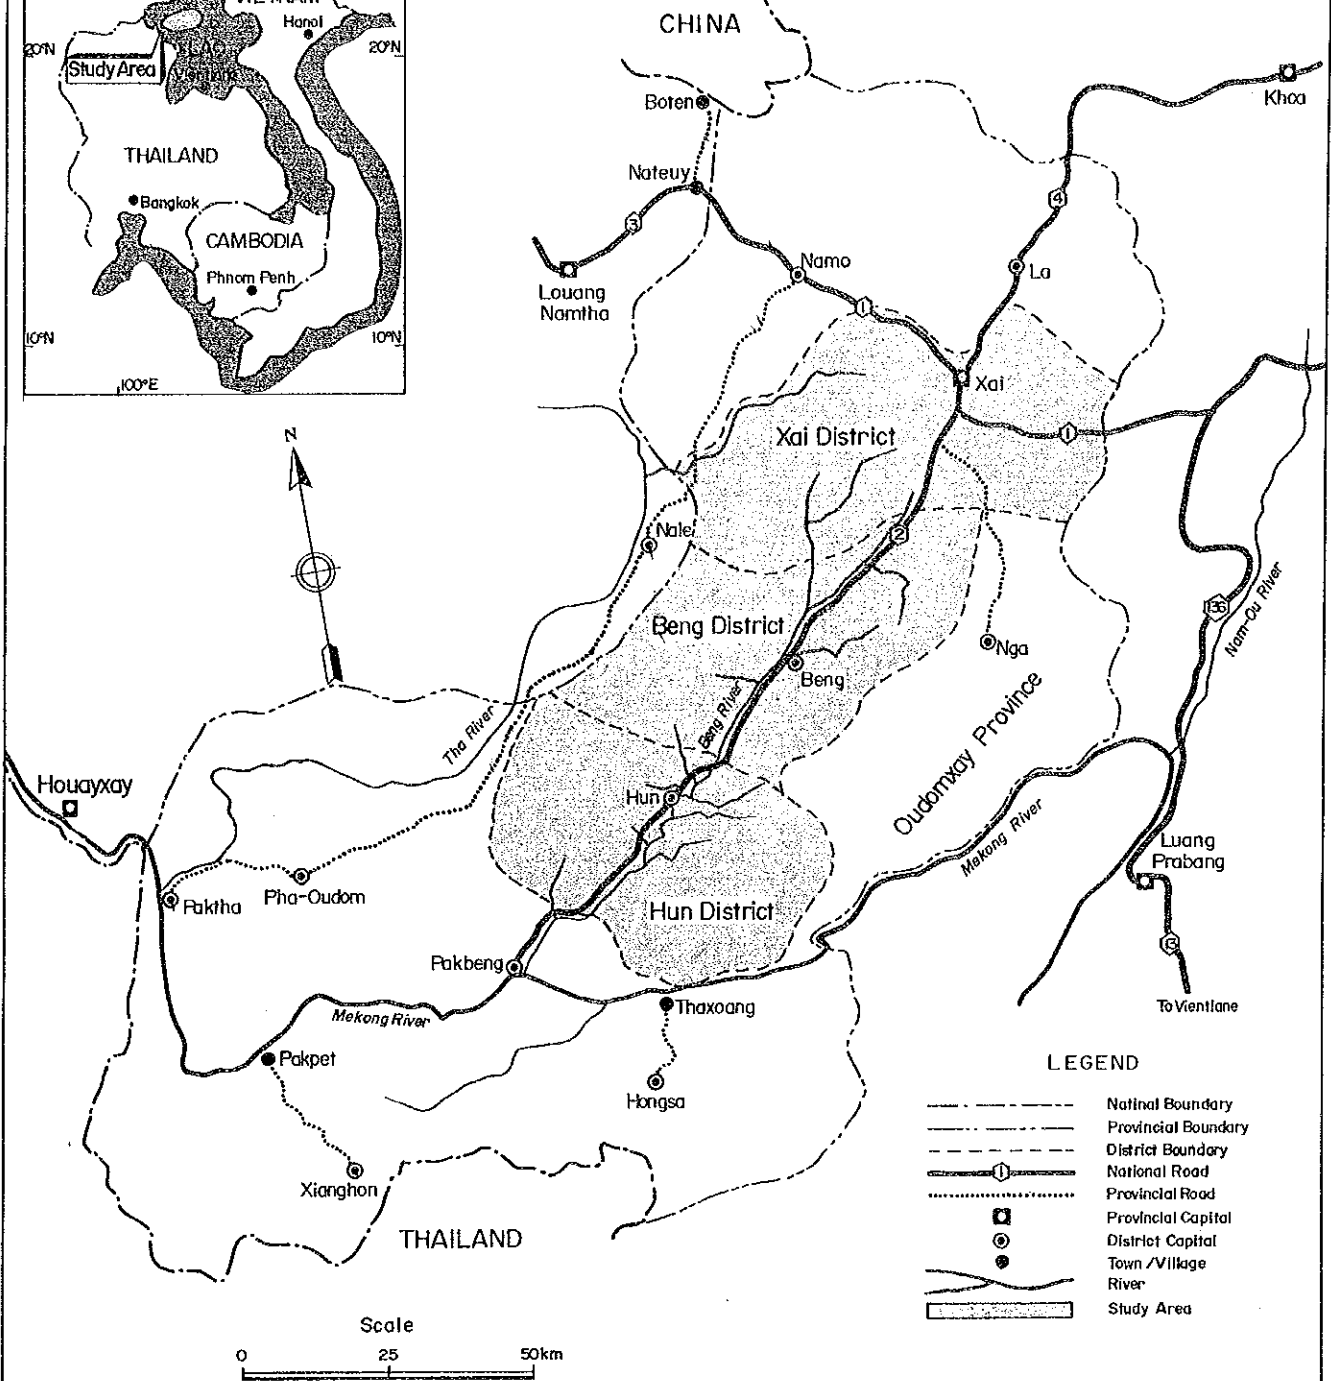 Hanoi
20°N
20°N
LAO
Study Area
Vientiane
THAILAND
Bangkok
CAMBODIA
Phnom Penh
10°N
10°N
100°E
CHINA
Boten
Khoa
Nateuy
3
4
Louang
Namtha
Namo
La
1
Xai
Xai District
1
N
Nale
2
136
Nam-Ou River
Beng District
Nga
Beng
Beng River
Oudomxay Province
Tha River
Houayxay
Hun
Mekong River
Luang
Prabang
Pha-Oudom
Paktha
Hun District
13
Pakbeng
Thaxoang
To Vientiane
Mekong River
Pakpet
Hongsa
Xianghon
THAILAND
LEGEND
Natinal Boundary
Provincial Boundary
District Boundary
1 National Road
Provincial Road
Provincial Capital
District Capital
Town/Village
River
Study Area
Scale
0 25 50km